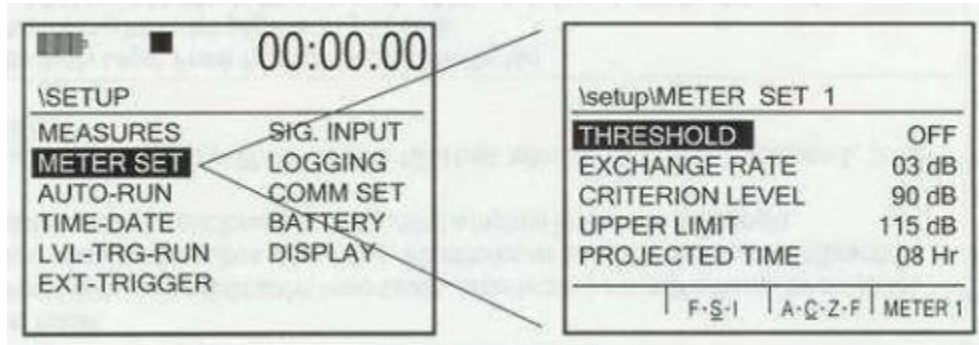 00:00.00
\SETUP
MEASURES SIG. INPUT
METER SET LOGGING
AUTO-RUN COMM SET
TIME-DATE BATTERY
LVL-TRG-RUN DISPLAY
EXT-TRIGGER
\setup\METER SET 1
THRESHOLD OFF
EXCHANGE RATE 03 dB
CRITERION LEVEL 90 dB
UPPER LIMIT 115 dB
PROJECTED TIME 08 Hr
F-S-I A-C-Z-F METER 1